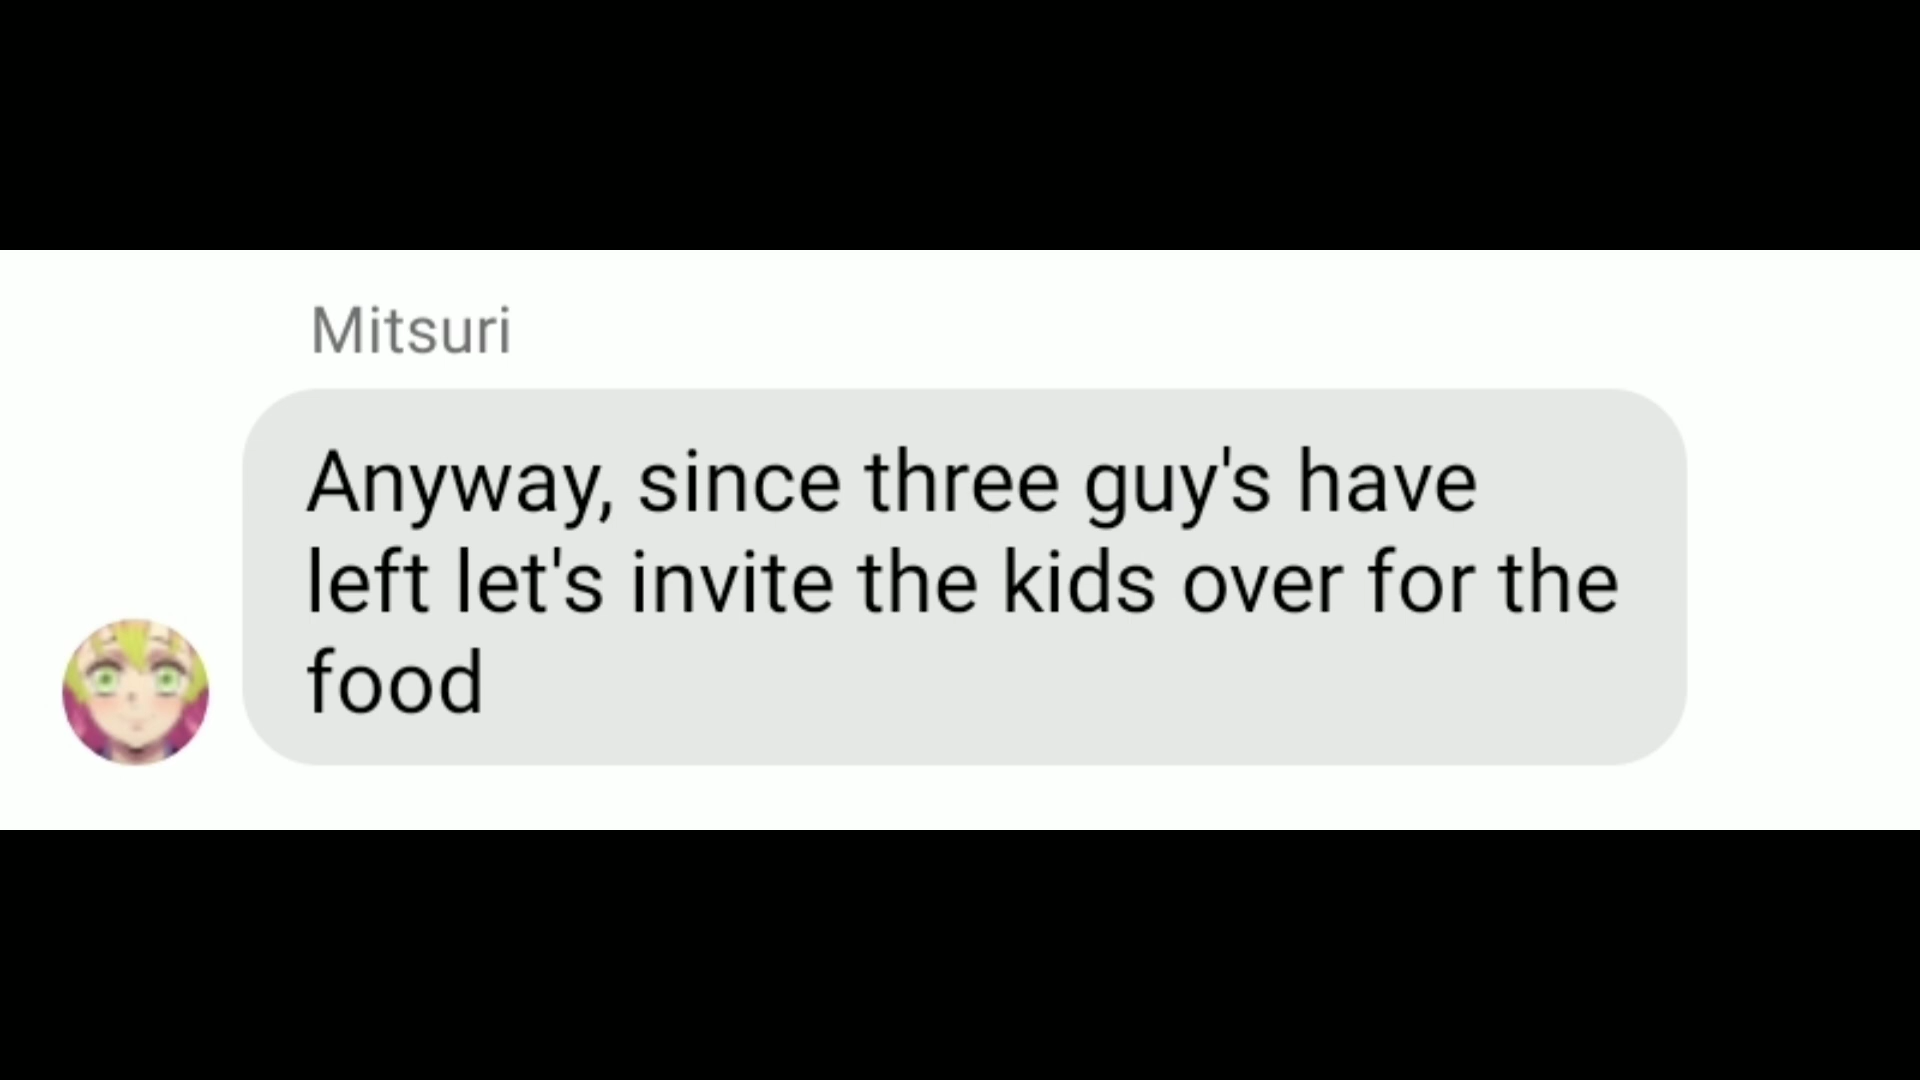 Mitsuri
Anyway, since three guy's have
left let's invite the kids over for the
food